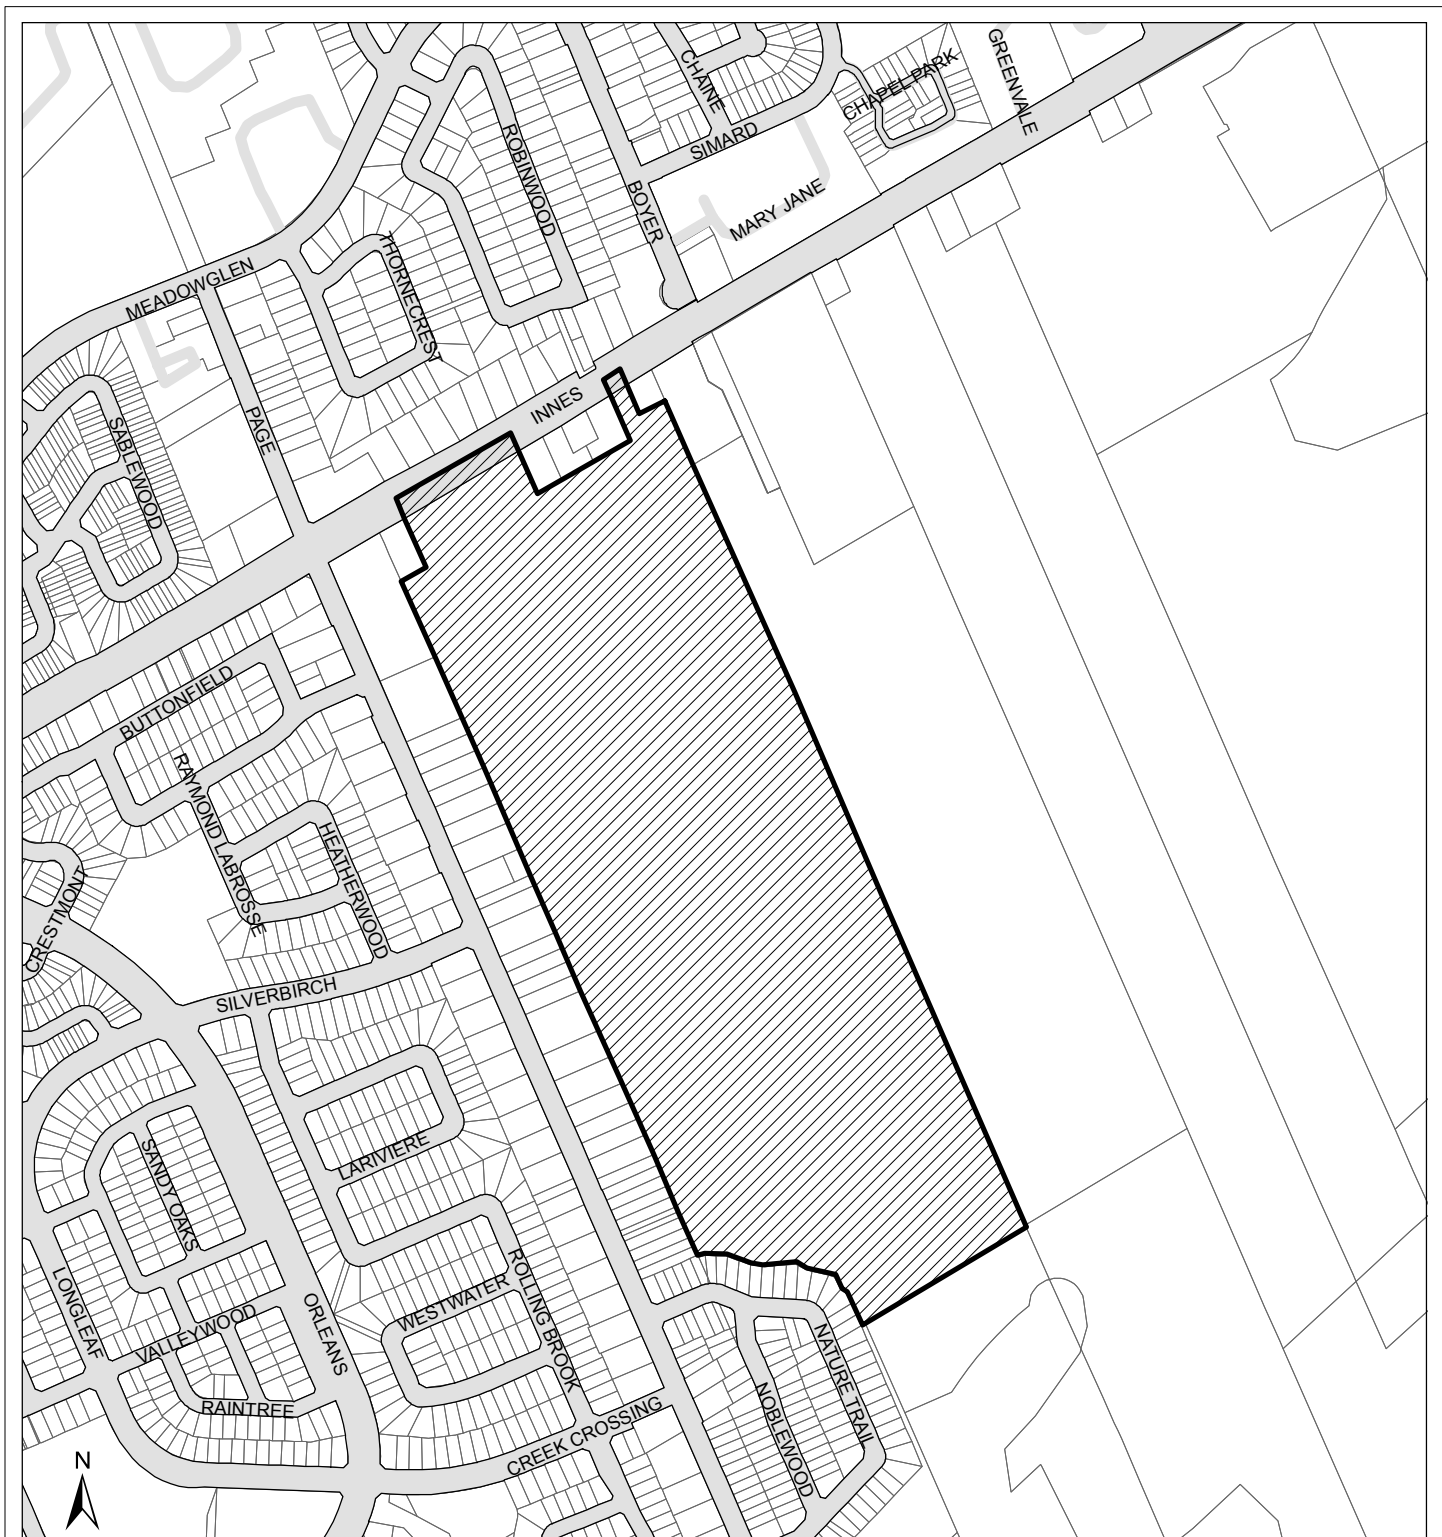 GREENVALE
CHAINE
CHAPEL PARK
SIMARD
ROBINWOOD
BOYER
MARY JANE
THORNECREST
MEADOWGLEN
PAGE
INNES
SABLEWOOD
BUTTONFIELD
RAYMOND LABROSSE
HEATHERWOOD
CRESTMONT
SILVERBIRCH
LARIVIERE
SANDY OAKS
ROLLING BROOK
LONGLEAF
ORLEANS
WESTWATER
VALLEYWOOD
NATURE TRAIL
NOBLEWOOD
RAINTREE
CREEK CROSSING
N